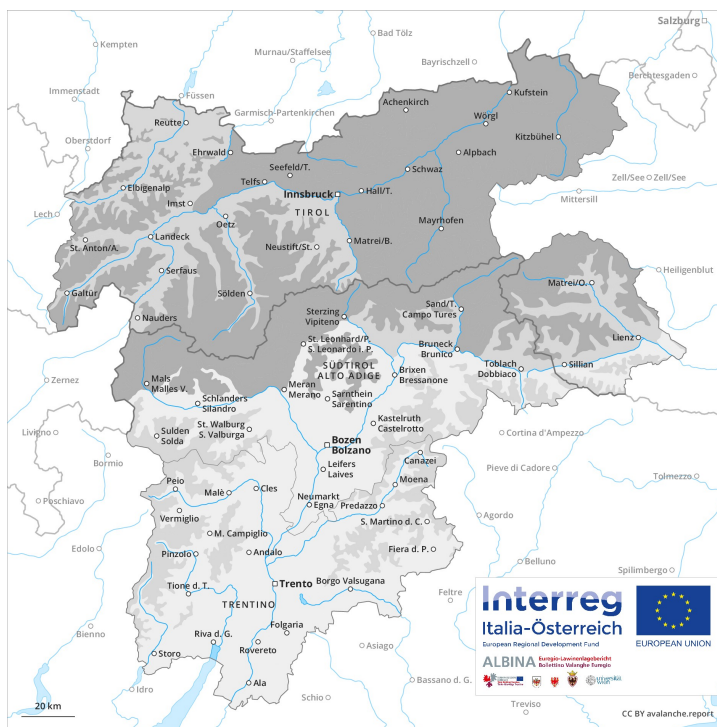 Salzburg
Kempten
Bad Tölz
Murnau/Staffelsee
Bayrischzell
Berchtesgaden
Immenstadt
Füssen
Garmisch-Partenkirchen
Achenkirch
Kufstein
Reutte
Wörgl
Kitzbühel
Oberstdorf
Ehrwald
Alpbach
Seefeld/T.
Schwaz
Zell/See
Zell/See
Telfs
Elbigenalp
Innsbruck
Hall/T.
Mittersill
Imst
Lech
TIROL
Oetz
Mayrhofen
St. Anton/A.
Landeck
Neustift/St.
Matrei/B.
Serfaus
Heiligenblut
Matrei/O.
Galtür
Sölden
Nauders
Sterzing
Vipiteno
Sand/T.
Campo Tures
St. Leonhard/P.
S. Leonardo i. P.
Bruneck
Brunico
Lienz
SÜDTIROL
ALTO ADIGE
Toblach
Dobbiaco
Sillian
Brixen
Bressanone
Zernez
Mals
Malles V.
Meran
Merano
Sarnthein
Sarentino
Schlanders
Silandro
St. Walburg
S. Valburga
Kastelruth
Castelrotto
Livigno
Sulden
Solda
Bozen
Bolzano
Cortina d'Ampezzo
Bormio
Canazei
Pieve di Cadore
Leifers
Laives
Tolmezzo
Peio
Malè
Cles
Moena
Poschiavo
Neumarkt
Egna
Predazzo
Vermiglio
S. Martino d. C.
Agordo
M. Campiglio
Edolo
Pinzolo
Andalo
Fiera d. P.
Belluno
Spilimbergo
Tione d. T.
Trento
Borgo Valsugana
Feltre
TRENTINO
Bienno
Folgaria
Riva d. G.
Rovereto
Storo
Asiago
Idro
Ala
Schio
Bassano d. G.
Treviso
Interreg
Italia-Österreich
European Regional Development Fund
EUROPEAN UNION
ALBINA
Euregio-Lawinenlagebericht
Bollettino Valanghe Euregio
universität
wien
20 km
CC BY avalanche.report